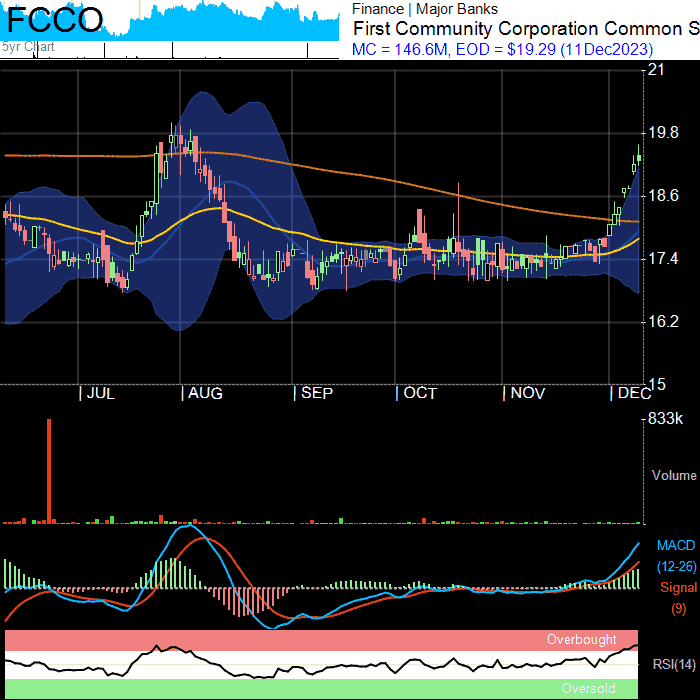 FCCO
5yr Chart
Finance | Major Banks
First Community Corporation Common S
MC = 146.6M, EOD = $19.29 (11Dec2023)
21
19.8
18.6
17.4
16.2
15
| JUL | AUG | SEP | OCT | NOV | DEC
833k
Volume
MACD
(12-26)
Signal
(9)
Overbought
RSI(14)
Oversold